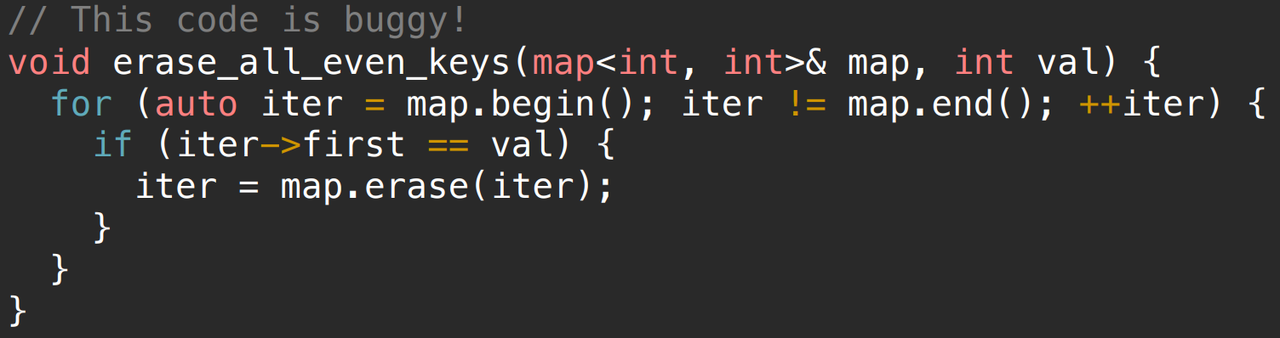 // This code is buggy!
void erase_all_even_keys(map<int, int>& map, int val) {
  for (auto iter = map.begin(); iter != map.end(); ++iter) {
    if (iter->first == val) {
      iter = map.erase(iter);
    }
  }
}